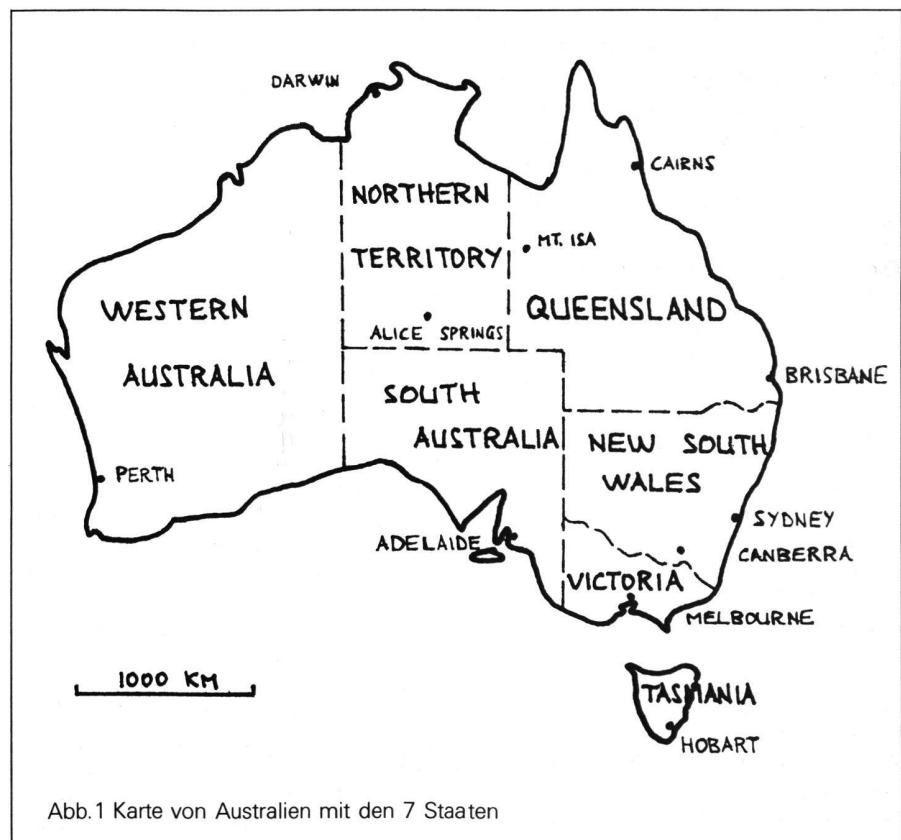 DARWIN
CAIRNS
NORTHERN
MT. ISA
TERRITORY
WESTERN
QUEENSLAND
ALICE SPRINGS
AUSTRALIA
BRISBANE
SOUTH
AUSTRALIA
NEW SOUTH
WALES
PERTH
SYDNEY
ADELAIDE
CANBERRA
VICTORIA
MELBOURNE
1000 KM
TASMANIA
HOBART
Abb.1 Karte von Australien mit den 7 Staaten